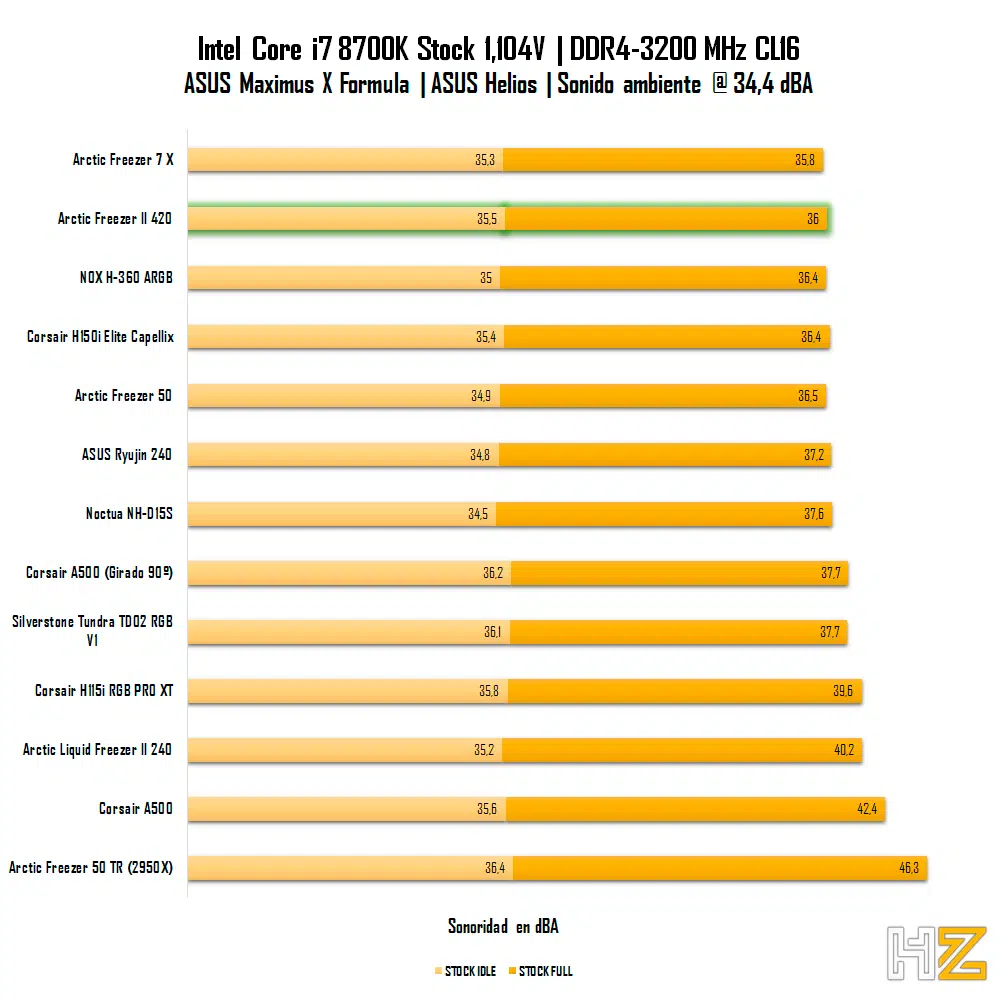 Intel Core i7 8700K Stock 1,104V | DDR4-3200 MHz CL16
ASUS Maximus X Formula | ASUS Helios | Sonido ambiente @ 34,4 dBA
Arctic Freezer 7 X 35,3 35,8
Arctic Freezer II 420 35,5 36
NOX H-360 ARGB 35 36,4
Corsair H150i Elite Capellix 35,4 36,4
Arctic Freezer 50 34,9 36,5
ASUS Ryujin 240 34,8 37,2
Noctua NH-D15S 34,5 37,6
Corsair A500 (Girado 90º) 36,2 37,7
Silverstone Tundra TD02 RGB
V1 36,1 37,7
Corsair H115i RGB PRO XT 35,8 39,6
Arctic Liquid Freezer II 240 35,2 40,2
Corsair A500 35,6 42,4
Arctic Freezer 50 TR (2950X) 36,4 46,3
Sonoridad en dBA
STOCK IDLE STOCK FULL
HZ